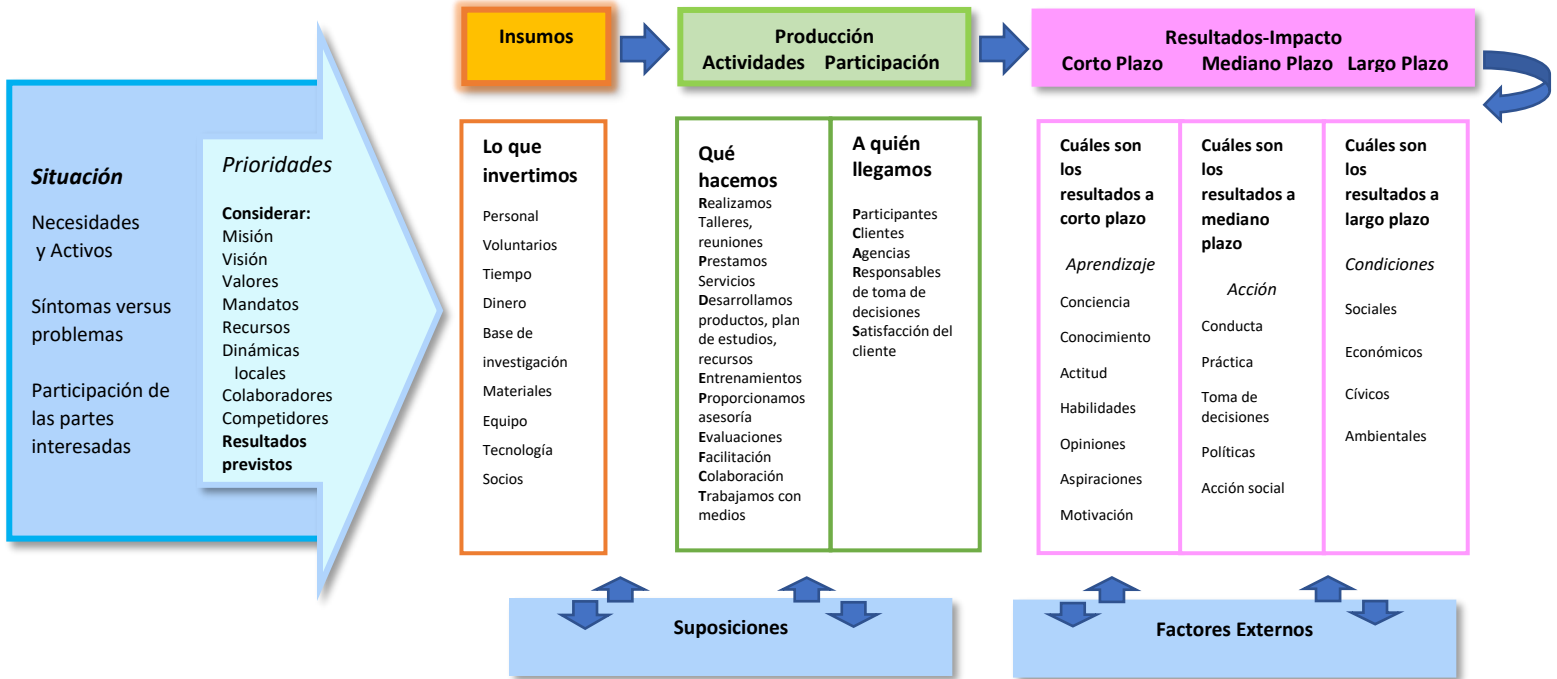 Insumos
Producción
Actividades Participación
Resultados-Impacto
Corto Plazo Mediano Plazo Largo Plazo
Situación
Necesidades
y Activos
Síntomas versus
problemas
Participación de
las partes
interesadas
Prioridades
Considerar:
Misión
Visión
Valores
Mandatos
Recursos
Dinámicas
locales
Colaboradores
Competidores
Resultados
previstos
Lo que
invertimos
Personal
Voluntarios
Tiempo
Dinero
Base de
investigación
Materiales
Equipo
Tecnología
Socios
Qué
hacemos
Realizamos
Talleres,
reuniones
Prestamos
Servicios
Desarrollamos
productos, plan
de estudios,
recursos
Entrenamientos
Proporcionamos
asesoría
Evaluaciones
Facilitación
Colaboración
Trabajamos con
medios
A quién
llegamos
Participantes
Clientes
Agencias
Responsables
de toma de
decisiones
Satisfacción del
cliente
Cuáles son
los
resultados a
corto plazo
Aprendizaje
Conciencia
Conocimiento
Actitud
Habilidades
Opiniones
Aspiraciones
Motivación
Cuáles son
los
resultados a
mediano
plazo
Acción
Conducta
Práctica
Toma de
decisiones
Políticas
Acción social
Cuáles son
los
resultados a
largo plazo
Condiciones
Sociales
Económicos
Cívicos
Ambientales
Suposiciones
Factores Externos